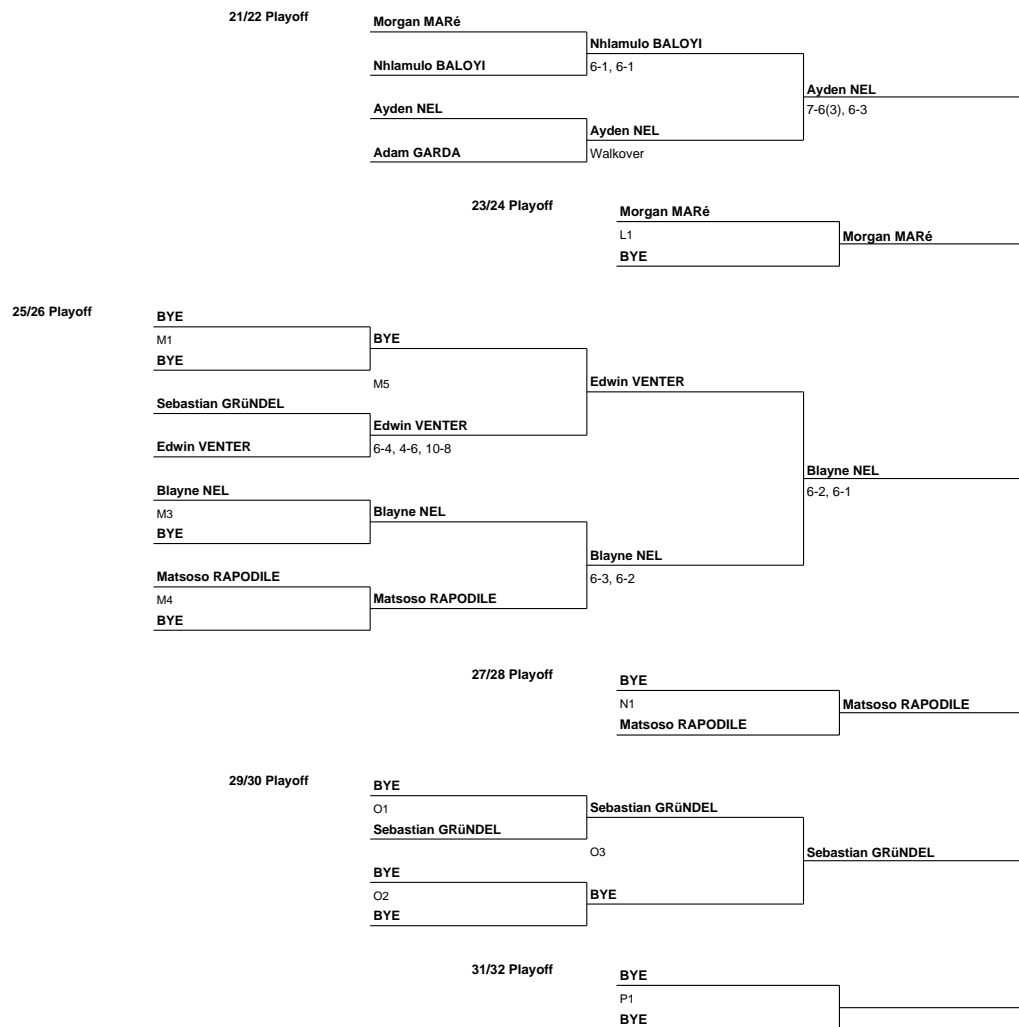 21/22 Playoff
Morgan MARé
Nhlamulo BALOYI
Nhlamulo BALOYI
6-1, 6-1
Ayden NEL
7-6(3), 6-3
Ayden NEL
Ayden NEL
Adam GARDA
Walkover
23/24 Playoff
Morgan MARé
L1
Morgan MARé
BYE
25/26 Playoff
BYE
M1
BYE
BYE
M5
Edwin VENTER
Sebastian GRüNDEL
Edwin VENTER
Edwin VENTER
6-4, 4-6, 10-8
Blayne NEL
6-2, 6-1
Blayne NEL
M3
Blayne NEL
BYE
Blayne NEL
6-3, 6-2
Matsoso RAPODILE
M4
Matsoso RAPODILE
BYE
27/28 Playoff
BYE
N1
Matsoso RAPODILE
Matsoso RAPODILE
29/30 Playoff
BYE
O1
Sebastian GRüNDEL
Sebastian GRüNDEL
O3
Sebastian GRüNDEL
BYE
O2
BYE
BYE
31/32 Playoff
BYE
P1
BYE